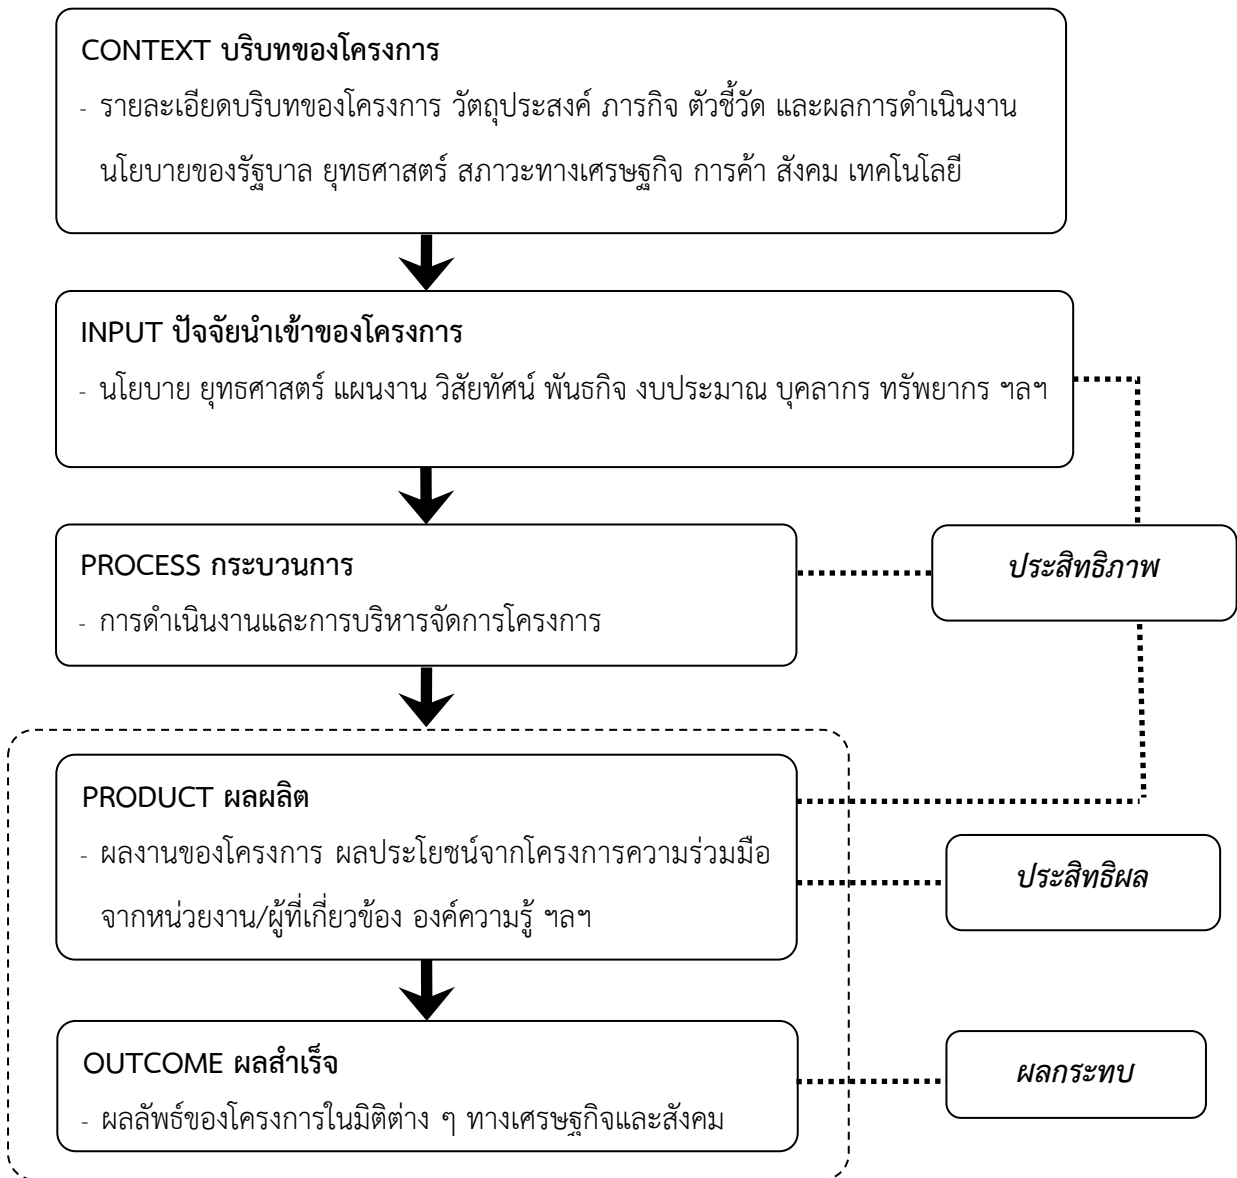 CONTEXT บริบทของโครงการ
- รายละเอียดบริบทของโครงการ วัตถุประสงค์ ภารกิจ ตัวชี้วัด และผลการดำเนินงาน
นโยบายของรัฐบาล ยุทธศาสตร์ สภาวะทางเศรษฐกิจ การค้า สังคม เทคโนโลยี
INPUT ปัจจัยนำเข้าของโครงการ
- นโยบาย ยุทธศาสตร์ แผนงาน วิสัยทัศน์ พันธกิจ งบประมาณ บุคลากร ทรัพยากร ฯลฯ
PROCESS กระบวนการ
- การดำเนินงานและการบริหารจัดการโครงการ
ประสิทธิภาพ
PRODUCT ผลผลิต
- ผลงานของโครงการ ผลประโยชน์จากโครงการความร่วมมือ
จากหน่วยงาน/ผู้ที่เกี่ยวข้อง องค์ความรู้ ฯลฯ
ประสิทธิผล
OUTCOME ผลสำเร็จ
- ผลลัพธ์ของโครงการในมิติต่าง ๆ ทางเศรษฐกิจและสังคม
ผลกระทบ